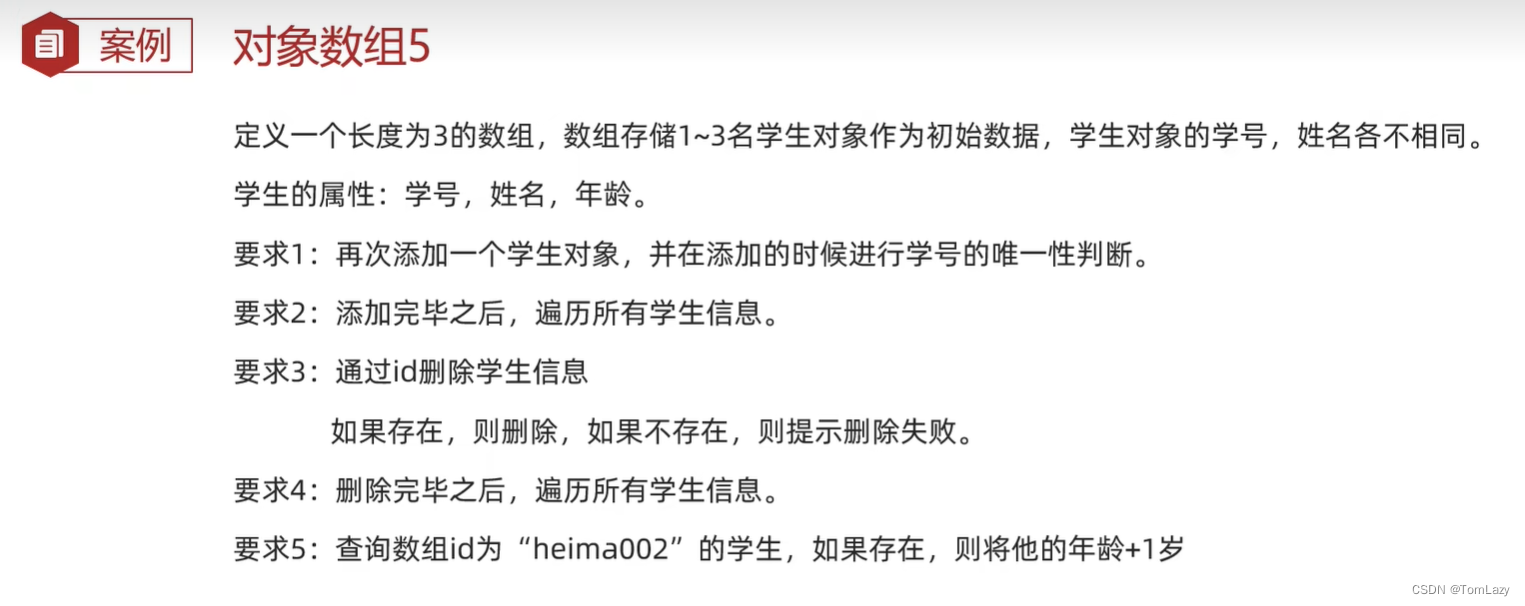 案例
对象数组5
定义一个长度为3的数组，数组存储1~3名学生对象作为初始数据，学生对象的学号，姓名各不相同。
学生的属性：学号，姓名，年龄。
要求1：再次添加一个学生对象，并在添加的时候进行学号的唯一性判断。
要求2：添加完毕之后，遍历所有学生信息。
要求3：通过id删除学生信息
如果存在，则删除，如果不存在，则提示删除失败。
要求4：删除完毕之后，遍历所有学生信息。
要求5：查询数组id为“heima002”的学生，如果存在，则将他的年龄+1岁
CSDN @TomLazy